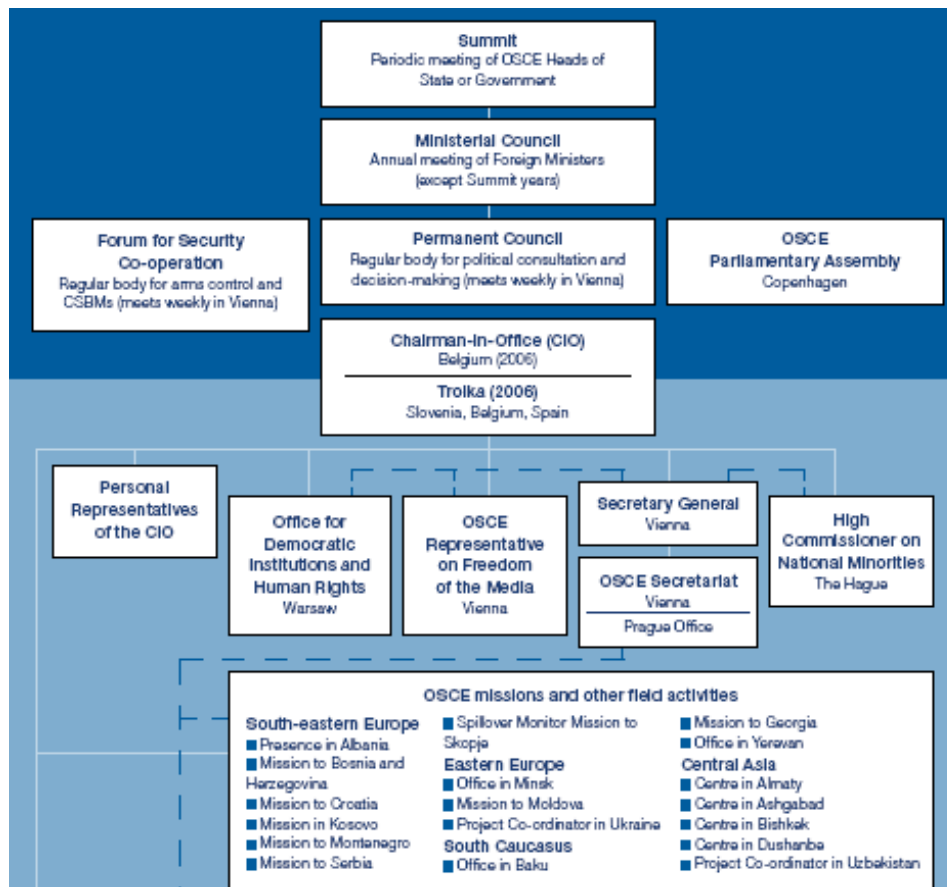 Summit
Periodic meeting of OSCE Heads of
State or Government
Ministerial Council
Annual meeting of Foreign Ministers
(except Summit years)
Forum for Security
Co-operation
Regular body for arms control and
CSBMs (meets weekly in Vienna)
Permanent Council
Regular body for political consultation and
decision-making (meets weekly in Vienna)
OSCE
Parliamentary Assembly
Copenhagen
Chairman-in-Office (CIO)
Belgium (2006)
Troika (2006)
Slovenia, Belgium, Spain
Personal
Representatives
of the CIO
Office for
Democratic
Institutions and
Human Rights
Warsaw
OSCE
Representative
on Freedom
of the Media
Vienna
Secretary General
Vienna
OSCE Secretariat
Vienna
Prague Office
High
Commissioner on
National Minorities
The Hague
OSCE missions and other field activities
South-eastern Europe
Presence in Albania
Mission to Bosnia and
Herzegovina
Mission to Croatia
Mission in Kosovo
Mission to Montenegro
Mission to Serbia
Spillover Monitor Mission to
Skopje
Eastern Europe
Office in Minsk
Mission to Moldova
Project Co-ordinator in Ukraine
South Caucasus
Office in Baku
Mission to Georgia
Office in Yerevan
Central Asia
Centre in Almaty
Centre in Ashgabad
Centre in Bishkek
Centre in Dushanbe
Project Co-ordinator in Uzbekistan